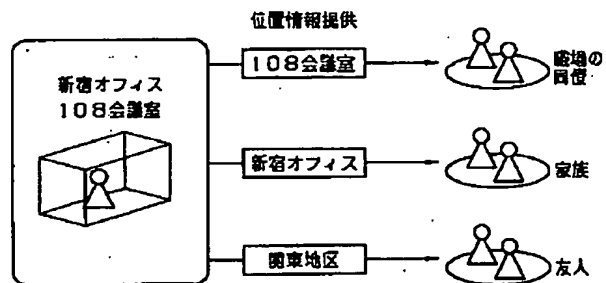 位置情報提供
新宿オフィス
108会議室
108会議室
職場の
同僚
新宿オフィス
家族
関東地区
友人